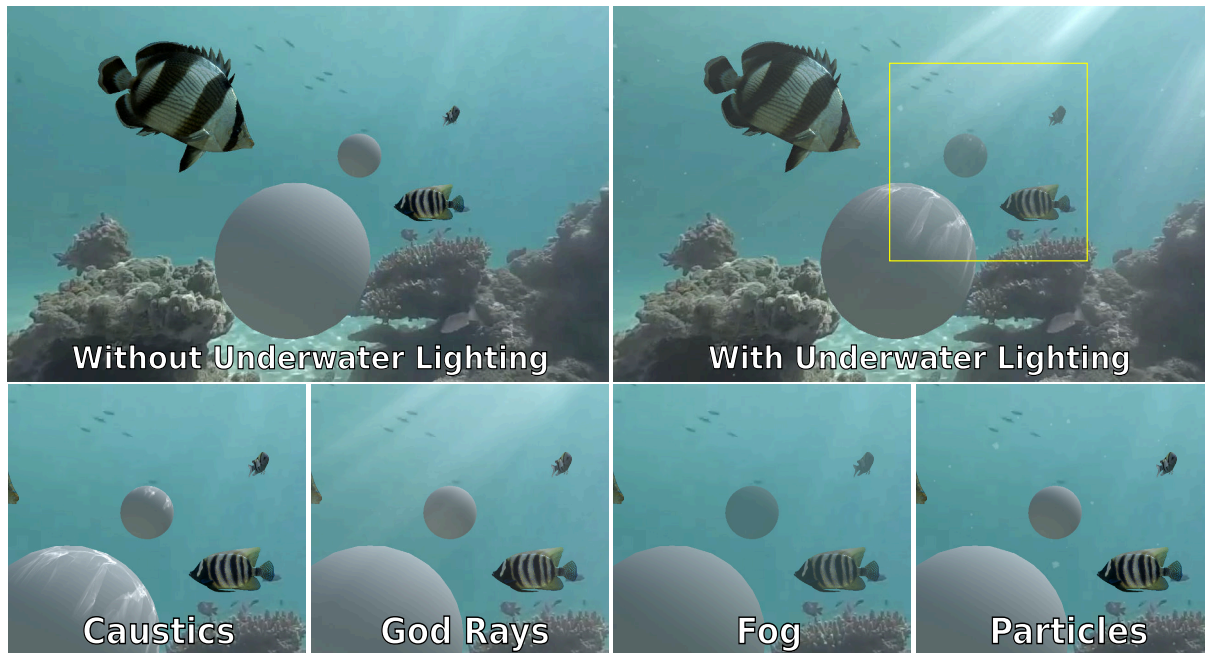 Without Underwater Lighting
With Underwater Lighting
Caustics
God Rays
Fog
Particles